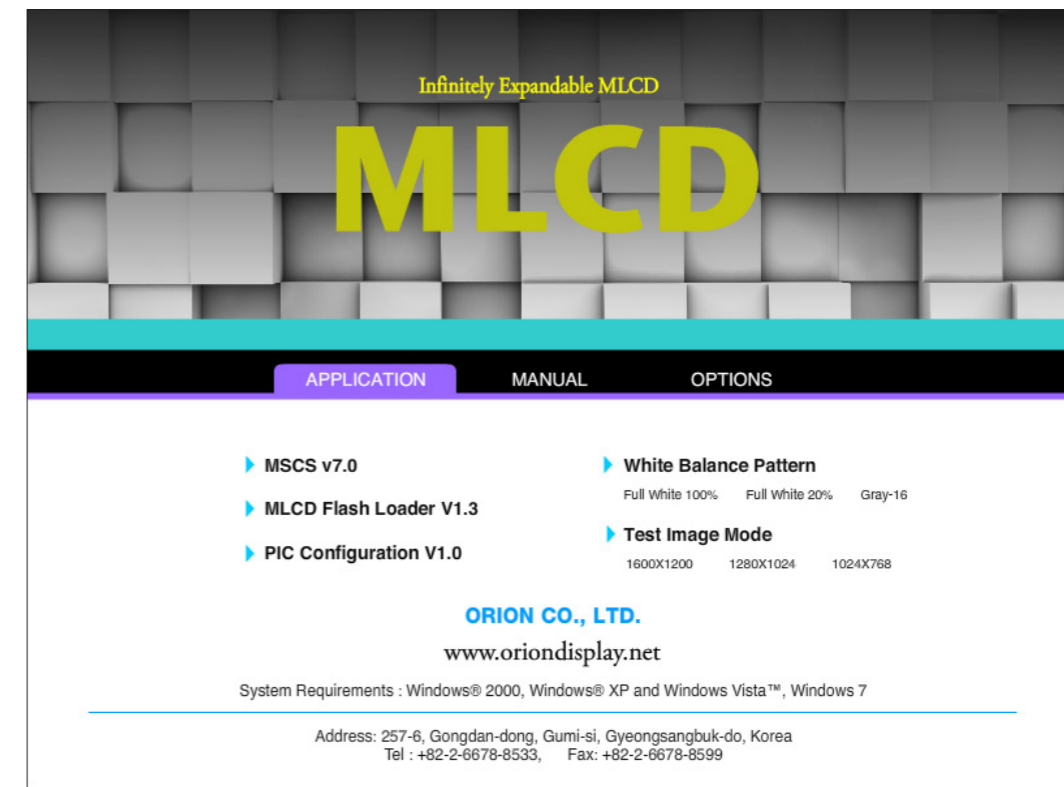 Infinitely Expandable MLCD
MLCD
APPLICATION MANUAL OPTIONS
MSCS v7.0
MLCD Flash Loader V1.3
PIC Configuration V1.0
White Balance Pattern
Full White 100% Full White 20% Gray-16
Test Image Mode
1600X1200 1280X1024 1024X768
ORION CO., LTD.
www.oriondisplay.net
System Requirements : Windows® 2000, Windows® XP and Windows Vista™, Windows 7
Address: 257-6, Gongdan-dong, Gumi-si, Gyeongsangbuk-do, Korea
Tel : +82-2-6678-8533, Fax: +82-2-6678-8599